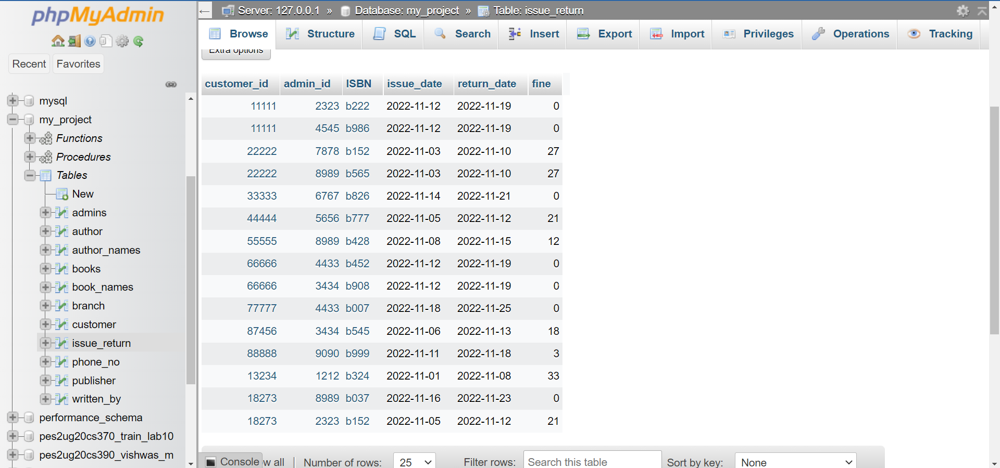 phpMyAdmin
Recent
Favorites
mysql
my_project
Functions
Procedures
Tables
New
admins
author
author_names
books
book_names
branch
customer
issue_return
phone_no
publisher
written_by
performance_schema
pes2ug20cs370_train_lab10
pes2ug20cs390_vishwas_m
Server: 127.0.0.1 » Database: my_project » Table: issue_return
Browse Structure SQL Search Insert Export Import Privileges Operations Tracking
Extra options
customer_id admin_id ISBN issue_date return_date fine
11111 2323 b222 2022-11-12 2022-11-19 0
11111 4545 b986 2022-11-12 2022-11-19 0
22222 7878 b152 2022-11-03 2022-11-10 27
22222 8989 b565 2022-11-03 2022-11-10 27
33333 6767 b826 2022-11-14 2022-11-21 0
44444 5656 b777 2022-11-05 2022-11-12 21
55555 8989 b428 2022-11-08 2022-11-15 12
66666 4433 b452 2022-11-12 2022-11-19 0
66666 3434 b908 2022-11-12 2022-11-19 0
77777 4433 b007 2022-11-18 2022-11-25 0
87456 3434 b545 2022-11-06 2022-11-13 18
88888 9090 b999 2022-11-11 2022-11-18 3
13234 1212 b324 2022-11-01 2022-11-08 33
18273 8989 b037 2022-11-16 2022-11-23 0
18273 2323 b152 2022-11-05 2022-11-12 21
Console w all Number of rows: 25 Filter rows: Search this table Sort by key: None